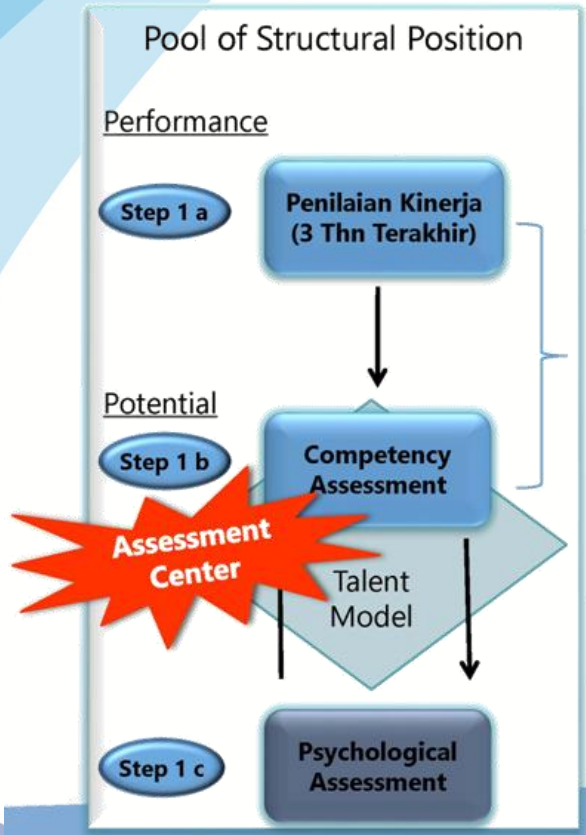 Pool of Structural Position
Performance
Step 1 a
Penilaian Kinerja
(3 Thn Terakhir)
Potential
Step 1 b
Competency
Assessment
Assessment
Center
Talent
Model
Step 1 c
Psychological
Assessment